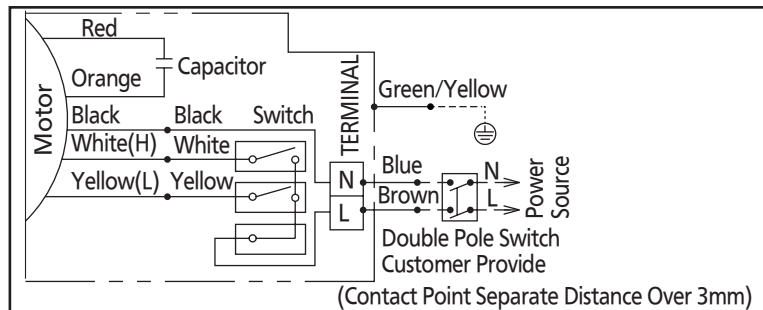 Red
Capacitor
Orange
Motor
Black Black Switch
White(H) White
Yellow(L) Yellow
TERMINAL
N
L
Green/Yellow
Blue
Brown
N
L
Power
Source
Double Pole Switch
Customer Provide
(Contact Point Separate Distance Over 3mm)